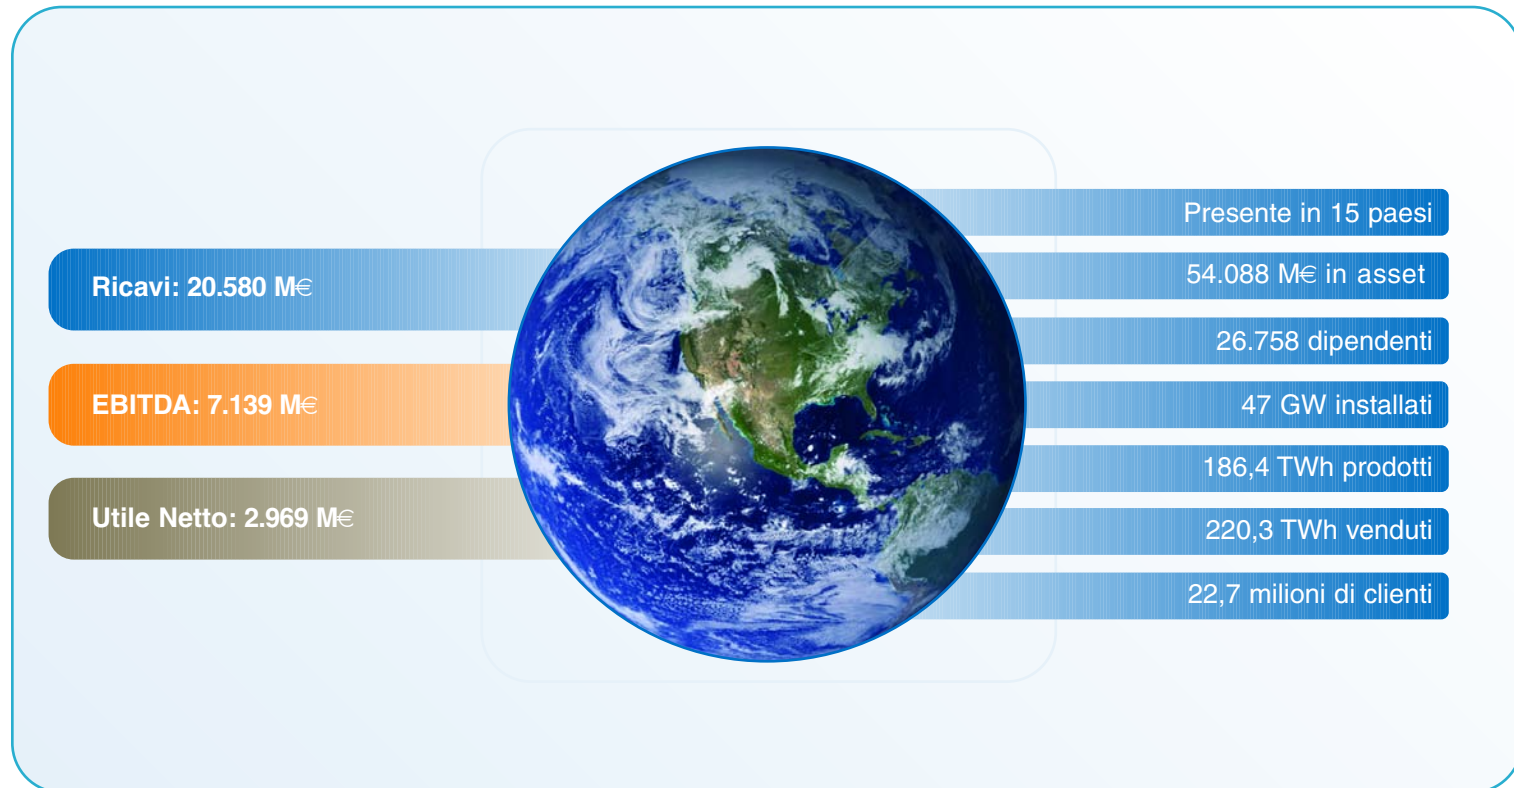 Ricavi: 20.580 M€
EBITDA: 7.139 M€
Utile Netto: 2.969 M€
Presente in 15 paesi
54.088 M€ in asset
26.758 dipendenti
47 GW installati
186,4 TWh prodotti
220,3 TWh venduti
22,7 milioni di clienti